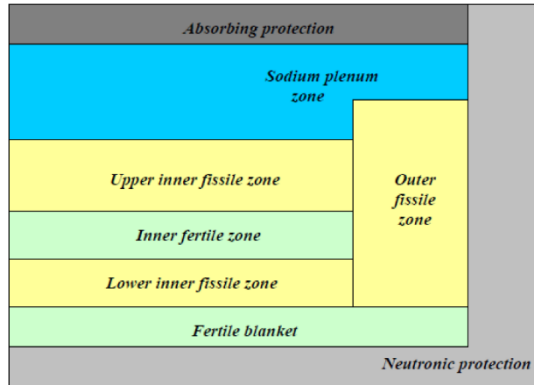 Absorbing protection
Sodium plenum
zone
Upper inner fissile zone
Outer
fissile
zone
Inner fertile zone
Lower inner fissile zone
Fertile blanket
Neutronic protection